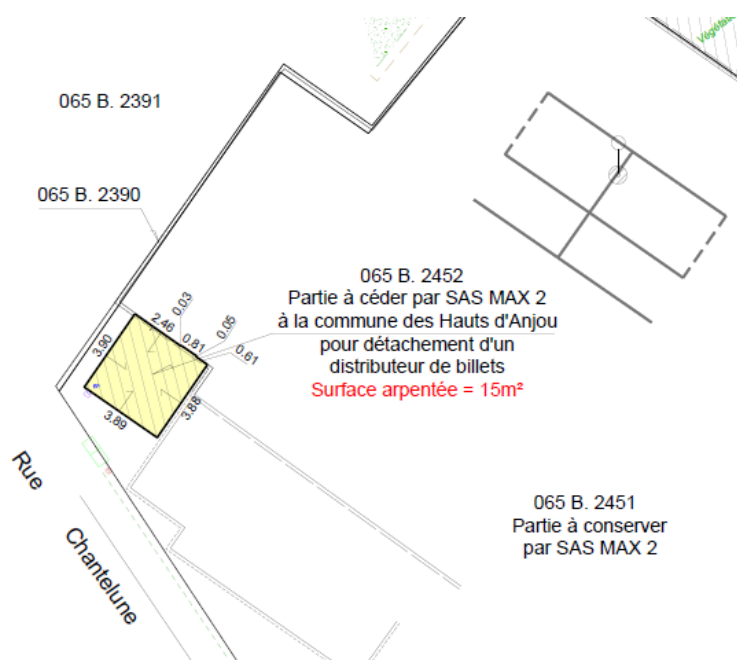 Végétal
065 B. 2391
065 B. 2390
065 B. 2452
Partie à céder par SAS MAX 2
à la commune des Hauts d'Anjou
pour détachement d'un
distributeur de billets
Surface arpentée = 15m²
0.03
2.46
0.05
0.81
0.61
3.90
3.88
3.89
Rue
Chantelune
065 B. 2451
Partie à conserver
par SAS MAX 2